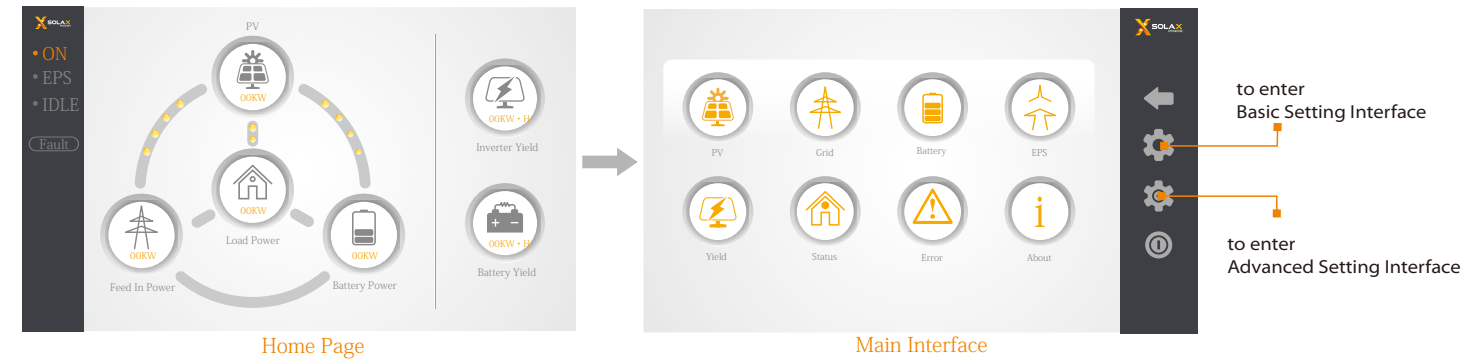 SOLAX
POWER
• ON
• EPS
• IDLE
Fault
PV
00KW
00KW
Load Power
00KW
Feed In Power
00KW
Battery Power
00KW • H
Inverter Yield
+ −
00KW • H
Battery Yield
Home Page
PV
Grid
Battery
EPS
Yield
Status
Error
i
About
Main Interface
SOLAX
POWER
to enter
Basic Setting Interface
to enter
Advanced Setting Interface